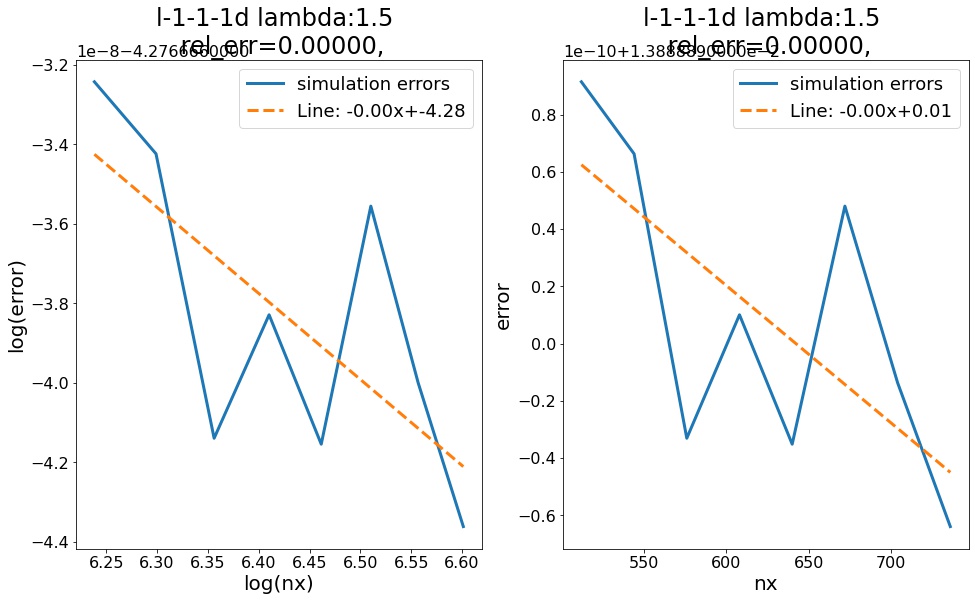 l-1-1-1d lambda:1.5
rel_err=0.00000,
1e−8−4.2766660000
simulation errors
Line: -0.00x+-4.28
−3.2
−3.4
−3.6
−3.8
−4.0
−4.2
−4.4
log(error)
6.25 6.30 6.35 6.40 6.45 6.50 6.55 6.60
log(nx)
l-1-1-1d lambda:1.5
rel_err=0.00000,
1e−10+1.3888890000e−2
simulation errors
Line: -0.00x+0.01
0.8
0.6
0.4
0.2
0.0
−0.2
−0.4
−0.6
error
550 600 650 700
nx